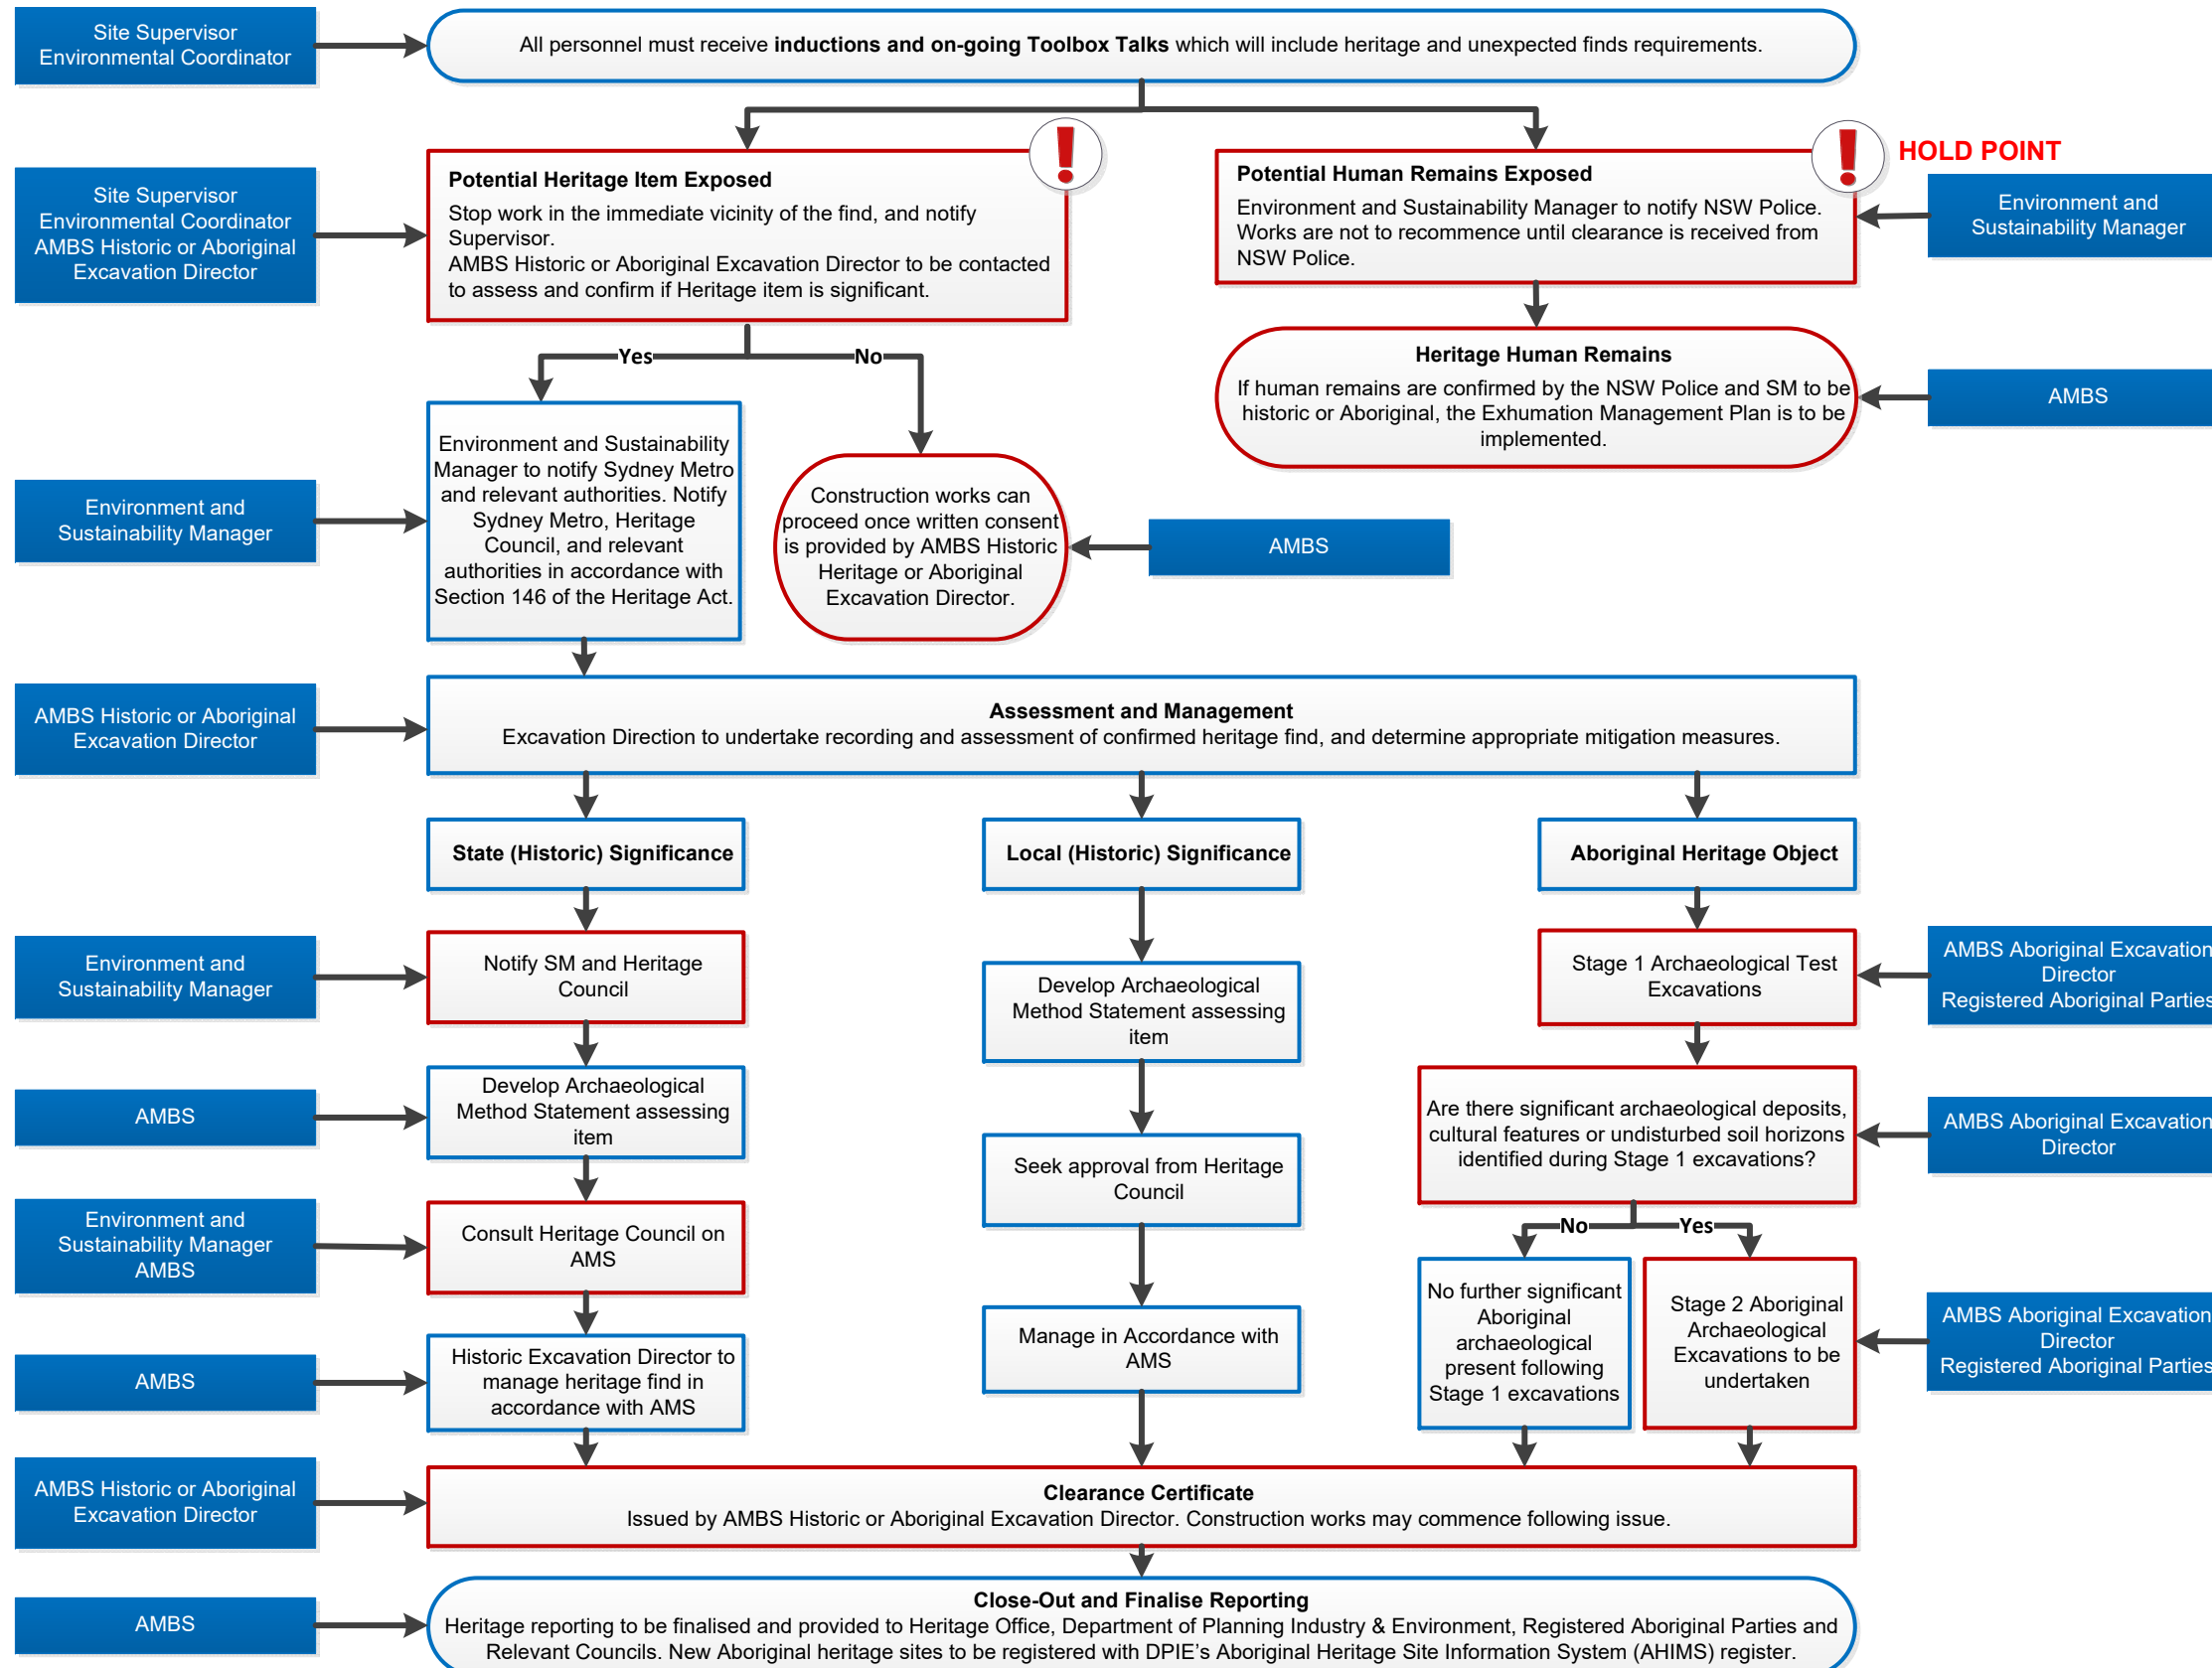 Site Supervisor
Environmental Coordinator
All personnel must receive inductions and on-going Toolbox Talks which will include heritage and unexpected finds requirements.
Site Supervisor
Environmental Coordinator
AMBS Historic or Aboriginal
Excavation Director
Potential Heritage Item Exposed
Stop work in the immediate vicinity of the find, and notify
Supervisor.
AMBS Historic or Aboriginal Excavation Director to be contacted
to assess and confirm if Heritage item is significant.
HOLD POINT
Potential Human Remains Exposed
Environment and Sustainability Manager to notify NSW Police.
Works are not to recommence until clearance is received from
NSW Police.
Environment and
Sustainability Manager
Yes
No
Heritage Human Remains
If human remains are confirmed by the NSW Police and SM to be
historic or Aboriginal, the Exhumation Management Plan is to be
implemented.
AMBS
Environment and
Sustainability Manager
Environment and Sustainability
Manager to notify Sydney Metro
and relevant authorities. Notify
Sydney Metro, Heritage
Council, and relevant
authorities in accordance with
Section 146 of the Heritage Act.
Construction works can
proceed once written consent
is provided by AMBS Historic
Heritage or Aboriginal
Excavation Director.
AMBS
AMBS Historic or Aboriginal
Excavation Director
Assessment and Management
Excavation Direction to undertake recording and assessment of confirmed heritage find, and determine appropriate mitigation measures.
State (Historic) Significance
Local (Historic) Significance
Aboriginal Heritage Object
Environment and
Sustainability Manager
Notify SM and Heritage
Council
Develop Archaeological
Method Statement assessing
item
Stage 1 Archaeological Test
Excavations
AMBS Aboriginal Excavation
Director
Registered Aboriginal Parties
AMBS
Develop Archaeological
Method Statement assessing
item
Seek approval from Heritage
Council
Are there significant archaeological deposits,
cultural features or undisturbed soil horizons
identified during Stage 1 excavations?
AMBS Aboriginal Excavation
Director
Environment and
Sustainability Manager
AMBS
Consult Heritage Council on
AMS
No
Yes
AMBS
Historic Excavation Director to
manage heritage find in
accordance with AMS
Manage in Accordance with
AMS
No further significant
Aboriginal
archaeological
present following
Stage 1 excavations
Stage 2 Aboriginal
Archaeological
Excavations to be
undertaken
AMBS Aboriginal Excavation
Director
Registered Aboriginal Parties
AMBS Historic or Aboriginal
Excavation Director
Clearance Certificate
Issued by AMBS Historic or Aboriginal Excavation Director. Construction works may commence following issue.
AMBS
Close-Out and Finalise Reporting
Heritage reporting to be finalised and provided to Heritage Office, Department of Planning Industry & Environment, Registered Aboriginal Parties and
Relevant Councils. New Aboriginal heritage sites to be registered with DPIE's Aboriginal Heritage Site Information System (AHIMS) register.